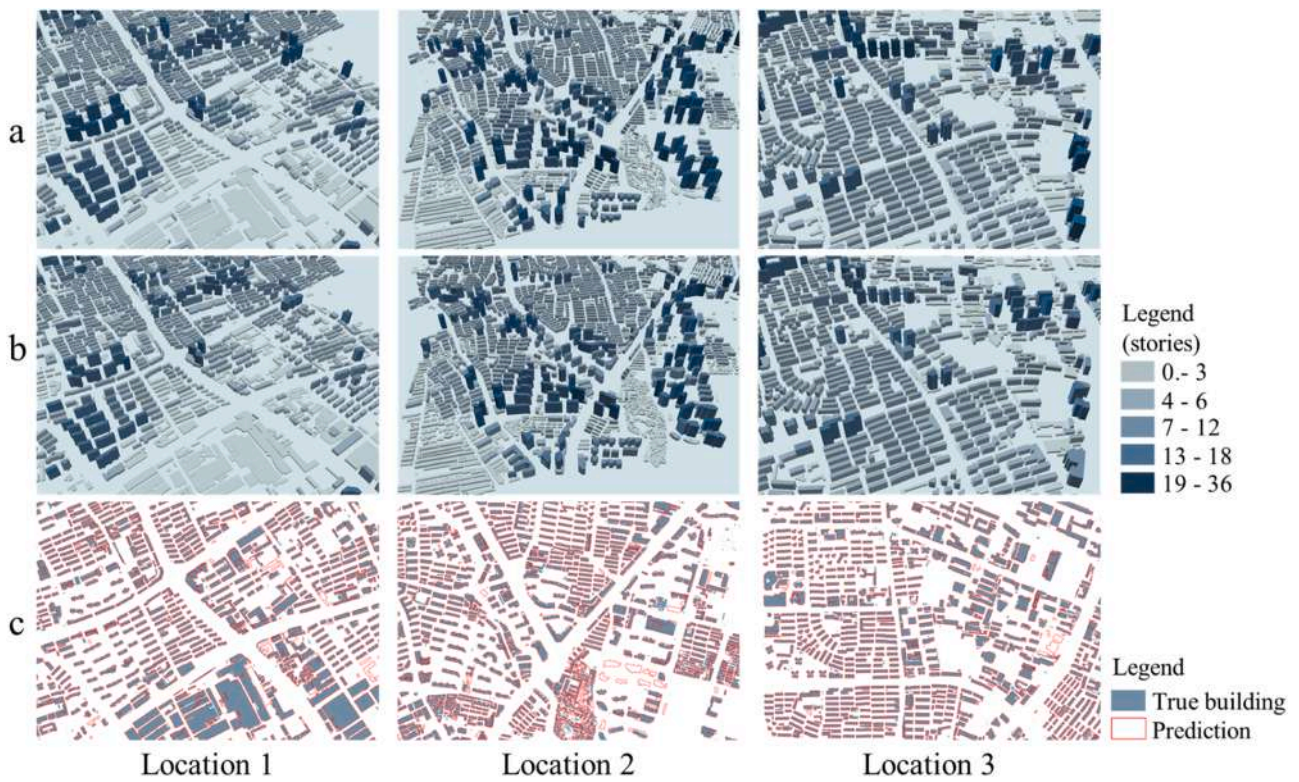 a
b
c
Legend
(stories)
0.- 3
4 - 6
7 - 12
13 - 18
19 - 36
Legend
True building
Prediction
Location 1
Location 2
Location 3